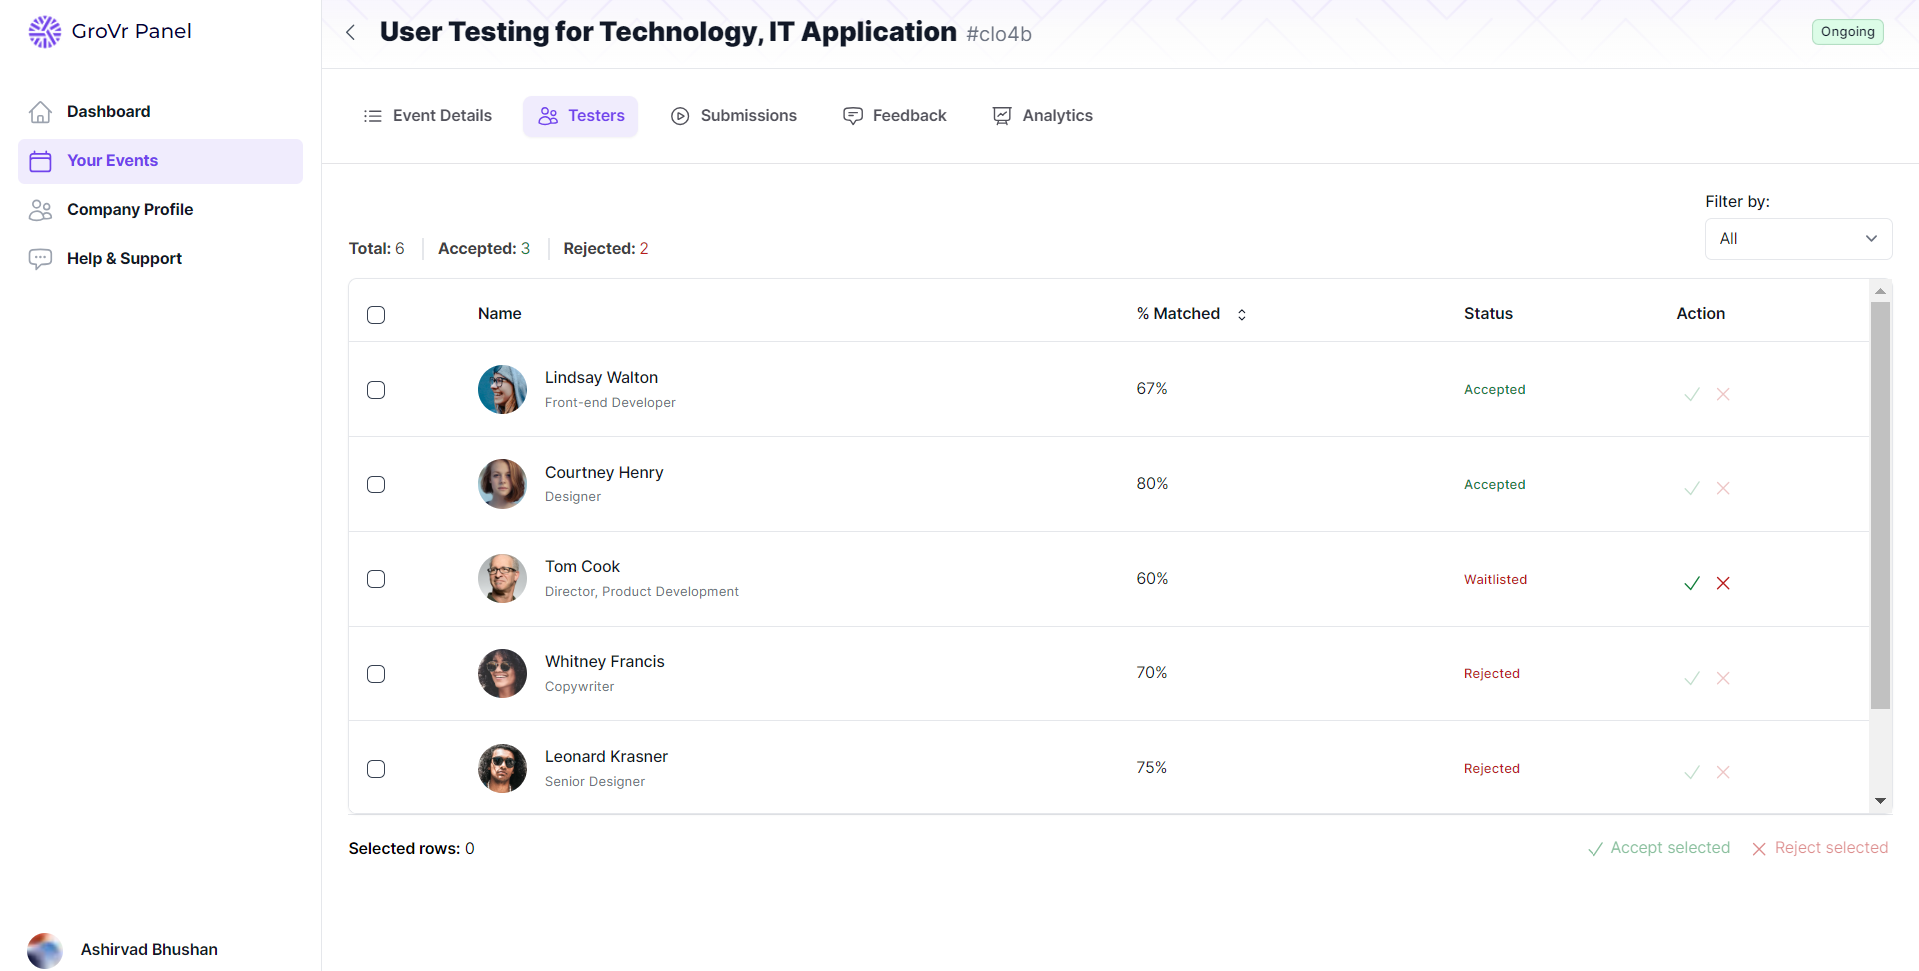 GroVr Panel
Dashboard
Your Events
Company Profile
Help & Support
Ashirvad Bhushan
User Testing for Technology, IT Application #clo4b
Ongoing
Event Details Testers Submissions Feedback Analytics
Filter by:
All
Total: 6 Accepted: 3 Rejected: 2
Name % Matched Status Action
Lindsay Walton
Front-end Developer
67% Accepted
Courtney Henry
Designer
80% Accepted
Tom Cook
Director, Product Development
60% Waitlisted
Whitney Francis
Copywriter
70% Rejected
Leonard Krasner
Senior Designer
75% Rejected
Selected rows: 0
Accept selected Reject selected